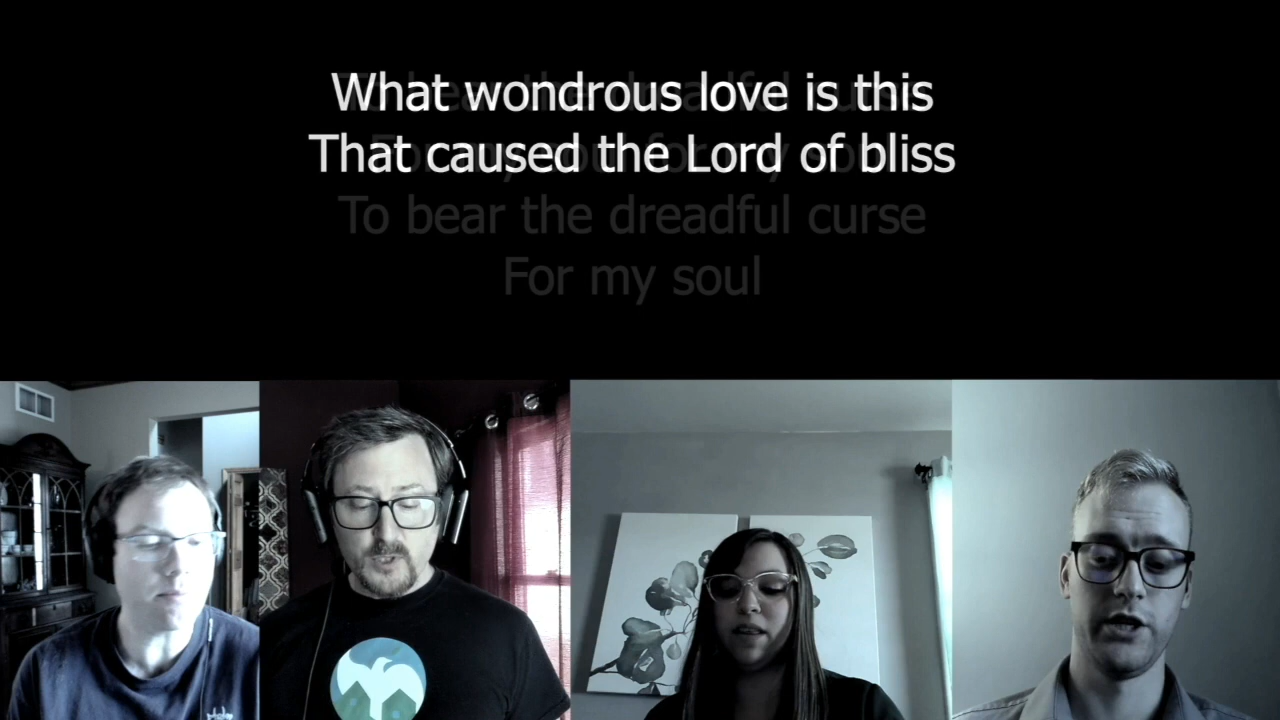 What wondrous love is this
That caused the Lord of bliss
To bear the dreadful curse
For my soul